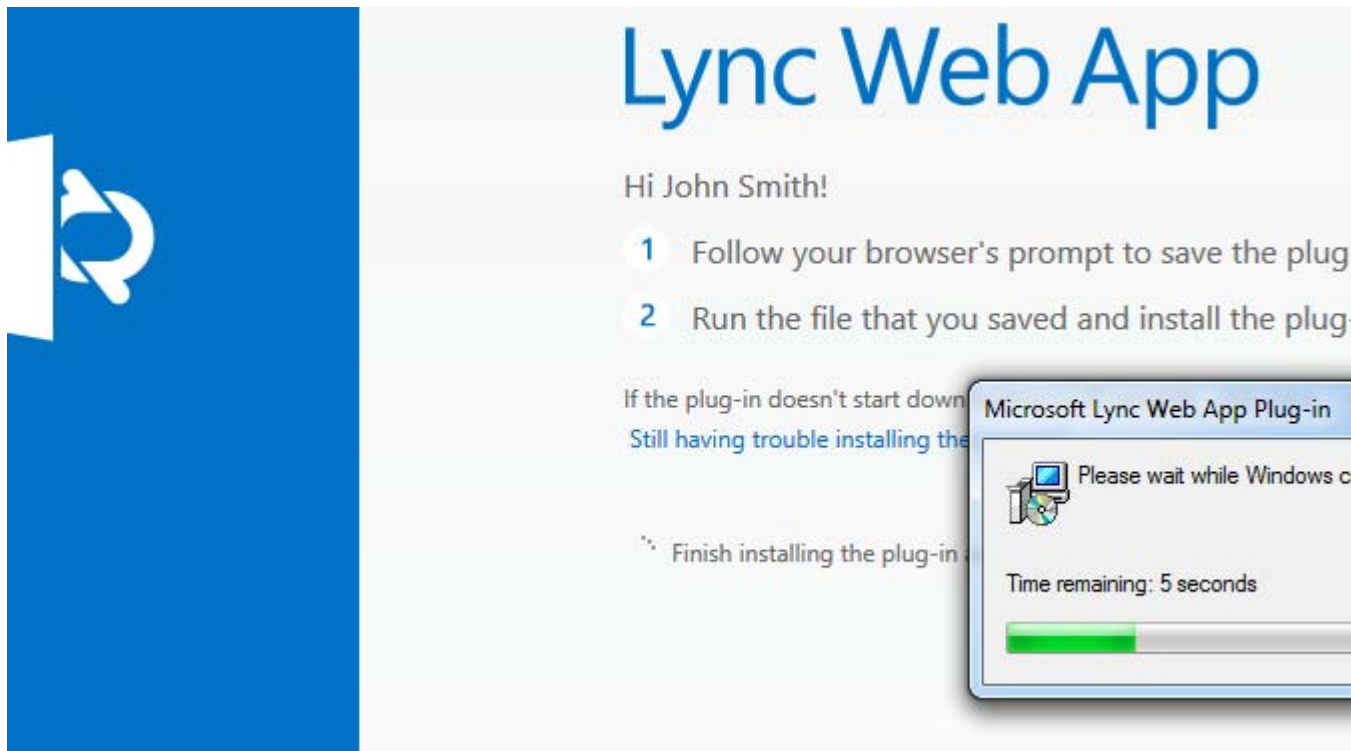 Lync Web App
Hi John Smith!
1 Follow your browser's prompt to save the plug-
2 Run the file that you saved and install the plug-
If the plug-in doesn't start down
Still having trouble installing the
Microsoft Lync Web App Plug-in
Please wait while Windows c
Finish installing the plug-in
Time remaining: 5 seconds